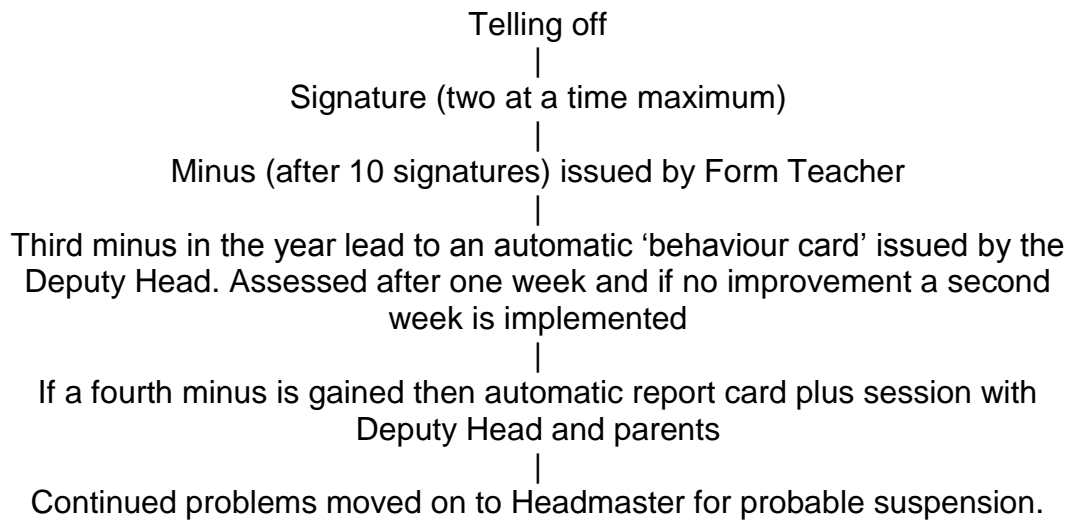 Telling off
|
Signature (two at a time maximum)
|
Minus (after 10 signatures) issued by Form Teacher
|
Third minus in the year lead to an automatic ‘behaviour card’ issued by the
Deputy Head. Assessed after one week and if no improvement a second
week is implemented
|
If a fourth minus is gained then automatic report card plus session with
Deputy Head and parents
|
Continued problems moved on to Headmaster for probable suspension.